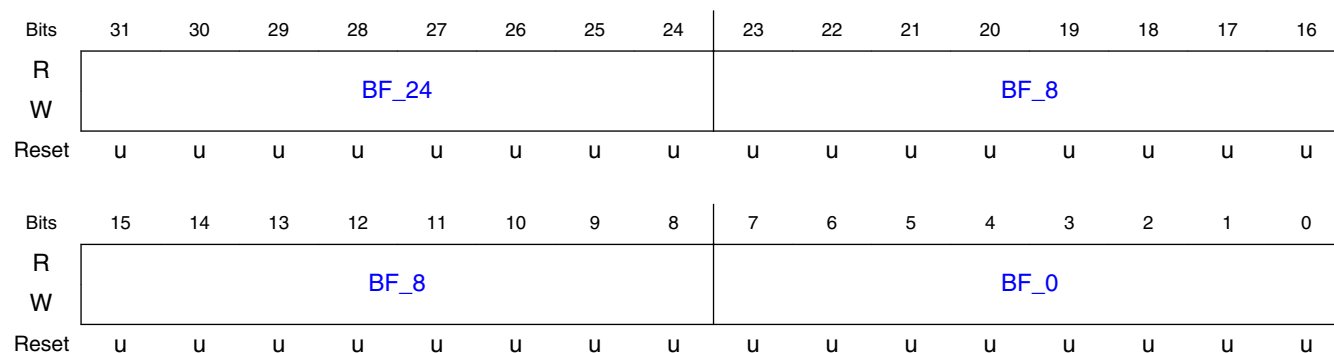 Bits 31 30 29 28 27 26 25 24 23 22 21 20 19 18 17 16
R
BF_24 BF_8
W
Reset u u u u u u u u u u u u u u u u
Bits 15 14 13 12 11 10 9 8 7 6 5 4 3 2 1 0
R
BF_8 BF_0
W
Reset u u u u u u u u u u u u u u u u